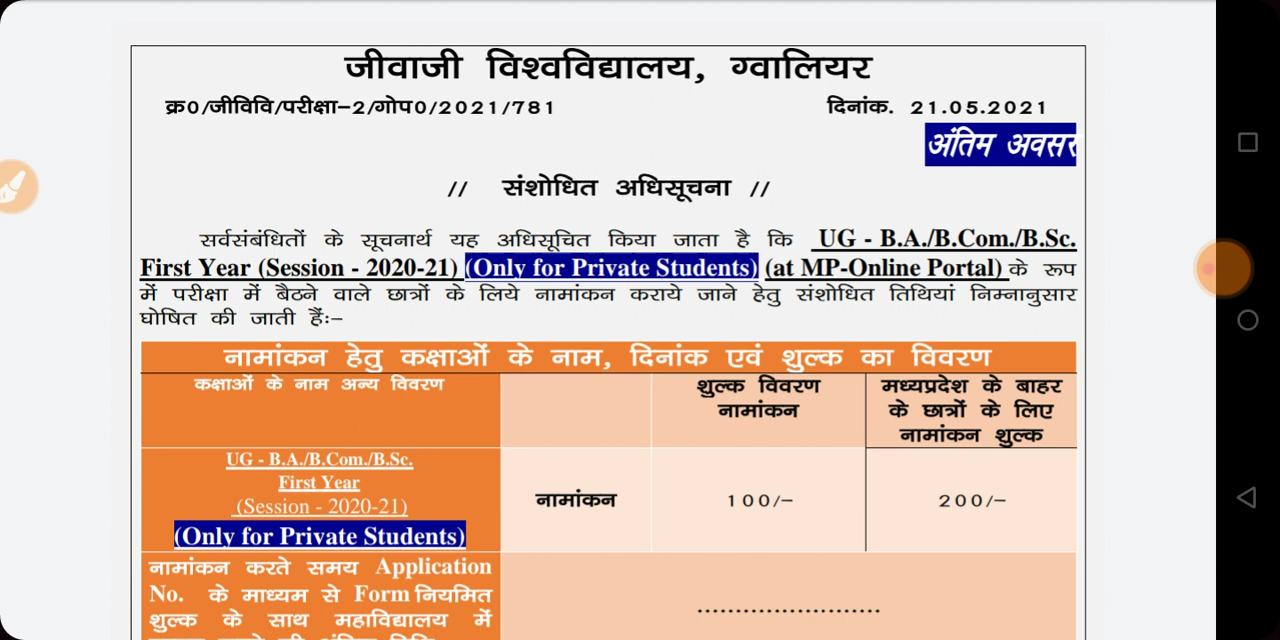 जीवाजी विश्वविद्यालय, ग्वालियर
क्र0/जीविवि/परीक्षा–2/गोप0/2021/781 दिनांक. 21.05.2021
अंतिम अवसर
// संशोधित अधिसूचना //
सर्वसंबंधितों के सूचनार्थ यह अधिसूचित किया जाता है कि UG - B.A./B.Com./B.Sc.
First Year (Session - 2020-21) (Only for Private Students) (at MP-Online Portal) के रूप
में परीक्षा में बैठने वाले छात्रों के लिये नामांकन कराये जाने हेतु संशोधित तिथियां निम्नानुसार
घोषित की जाती हैं:–
नामांकन हेतु कक्षाओं के नाम, दिनांक एवं शुल्क का विवरण
कक्षाओं के नाम अन्य विवरण
शुल्क विवरण
नामांकन
मध्यप्रदेश के बाहर
के छात्रों के लिए
नामांकन शुल्क
UG - B.A./B.Com./B.Sc.
First Year
(Session - 2020-21)
(Only for Private Students)
नामांकन
100/–
200/–
नामांकन करते समय Application
No. के माध्यम से Form नियमित
शुल्क के साथ महाविद्यालय में
........................